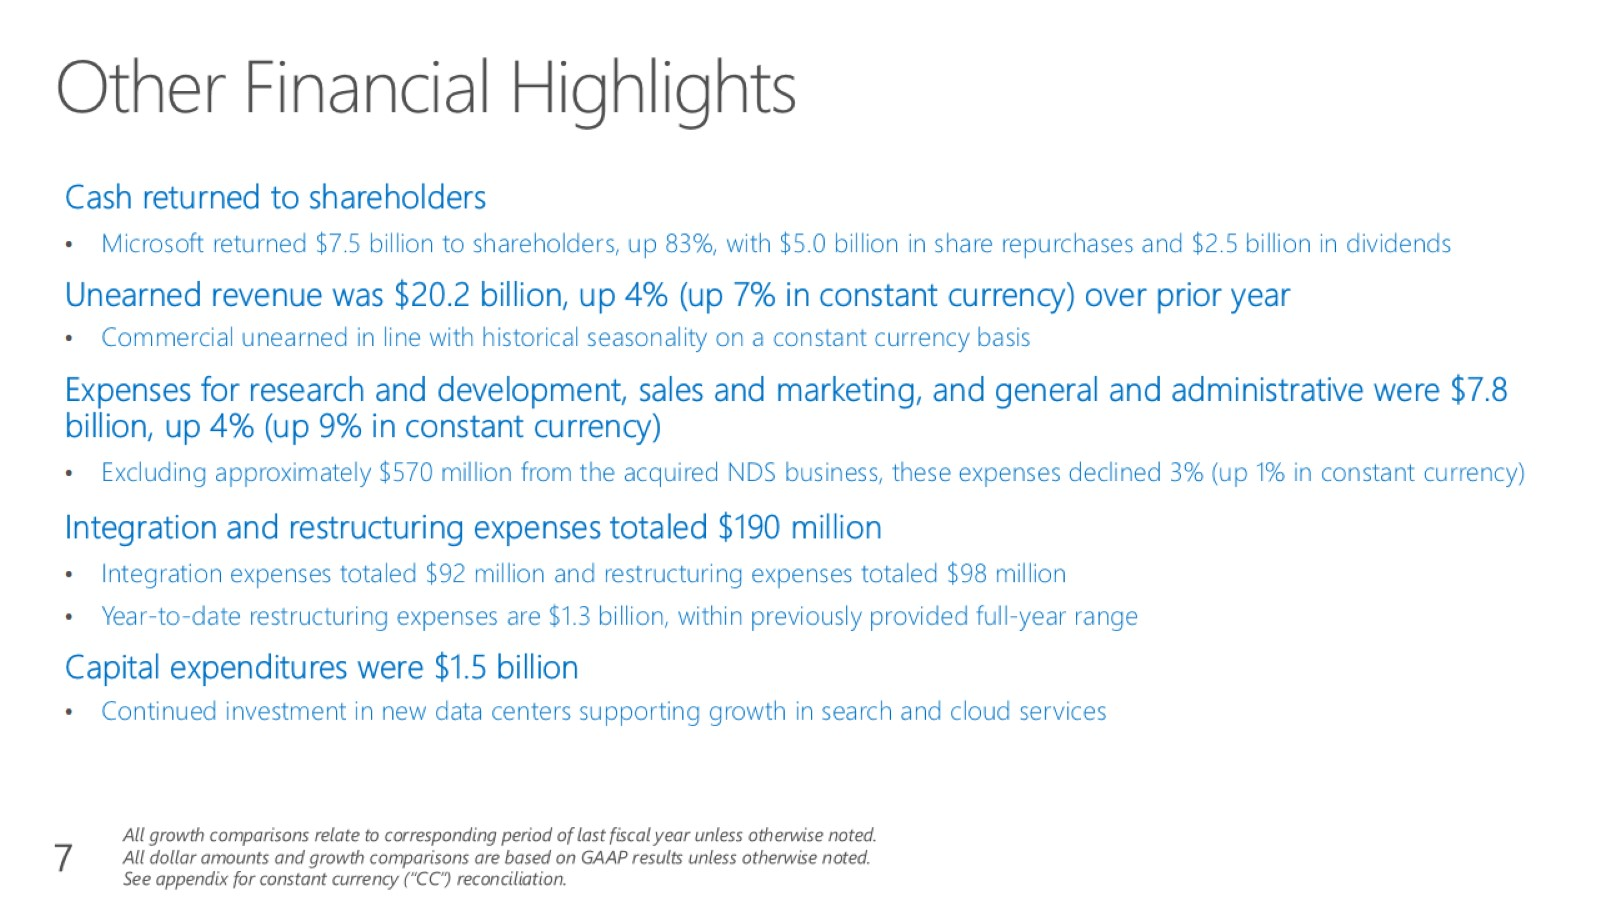 Other Financial Highlights
Cash returned to shareholders
• Microsoft returned $7.5 billion to shareholders, up 83%, with $5.0 billion in share repurchases and $2.5 billion in dividends
Unearned revenue was $20.2 billion, up 4% (up 7% in constant currency) over prior year
• Commercial unearned in line with historical seasonality on a constant currency basis
Expenses for research and development, sales and marketing, and general and administrative were $7.8
billion, up 4% (up 9% in constant currency)
• Excluding approximately $570 million from the acquired NDS business, these expenses declined 3% (up 1% in constant currency)
Integration and restructuring expenses totaled $190 million
• Integration expenses totaled $92 million and restructuring expenses totaled $98 million
• Year-to-date restructuring expenses are $1.3 billion, within previously provided full-year range
Capital expenditures were $1.5 billion
• Continued investment in new data centers supporting growth in search and cloud services
7
All growth comparisons relate to corresponding period of last fiscal year unless otherwise noted.
All dollar amounts and growth comparisons are based on GAAP results unless otherwise noted.
See appendix for constant currency (“CC”) reconciliation.